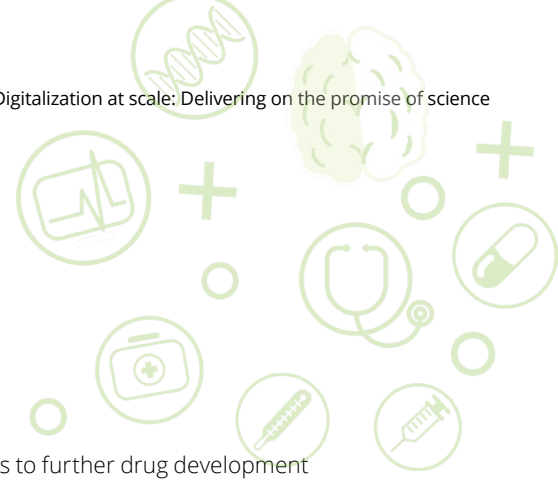 Digitalization at scale: Delivering on the promise of science
s to further drug development